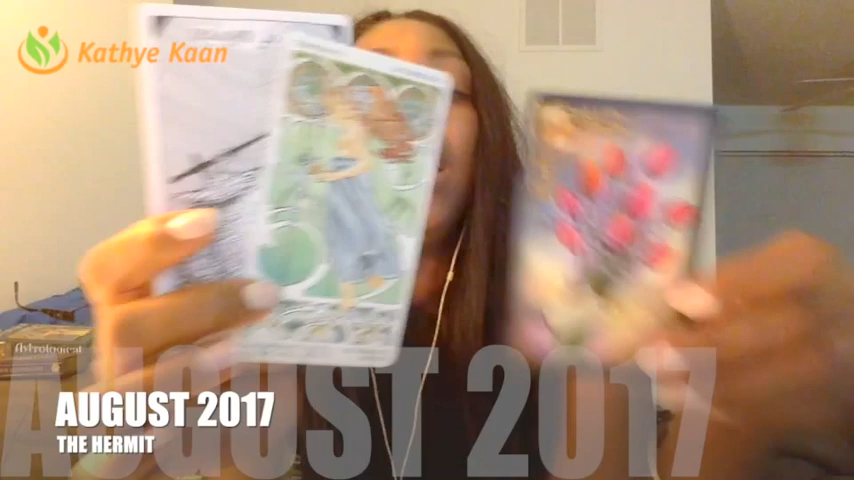 Kathye Kaan
Astrological
AUGUST 2017
AUGUST 2017
THE HERMIT